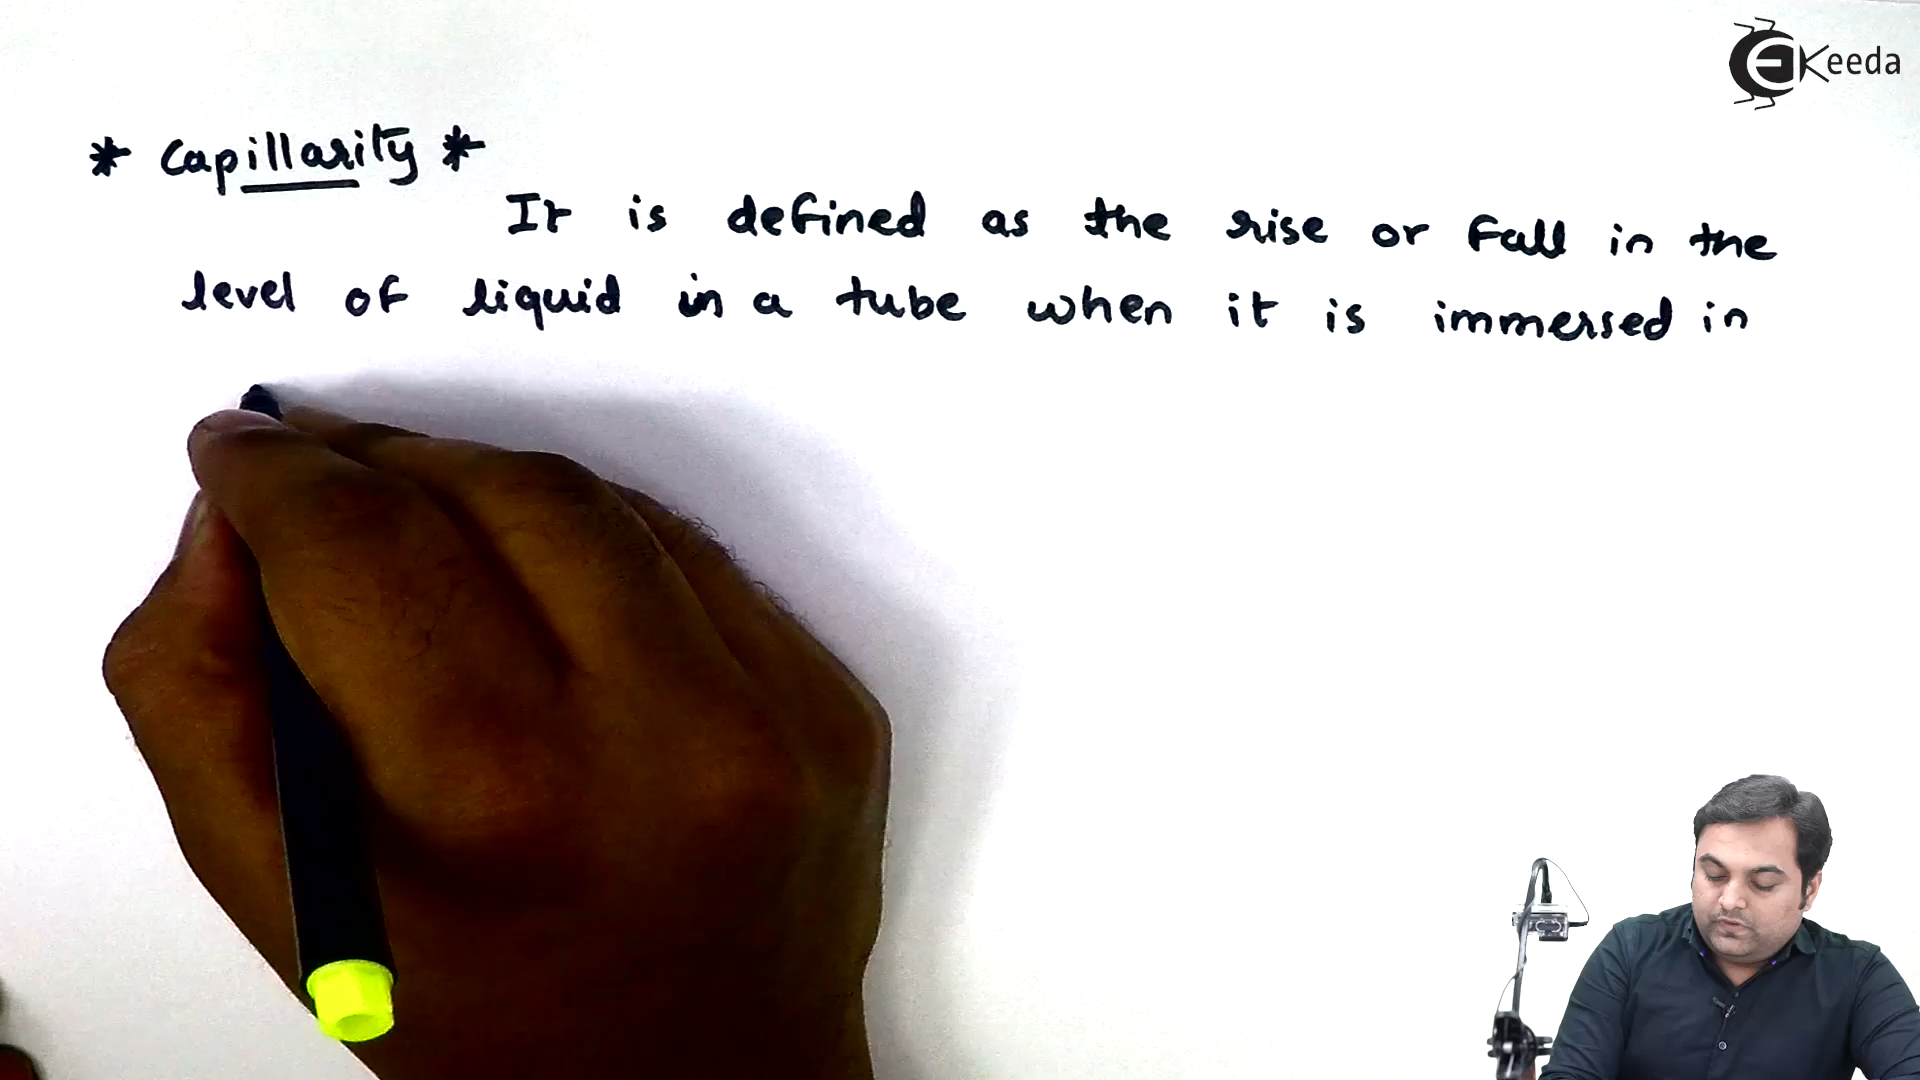 EKeeda
* Capillarity *
It is defined as the rise or fall in the
level of liquid in a tube when it is immersed in